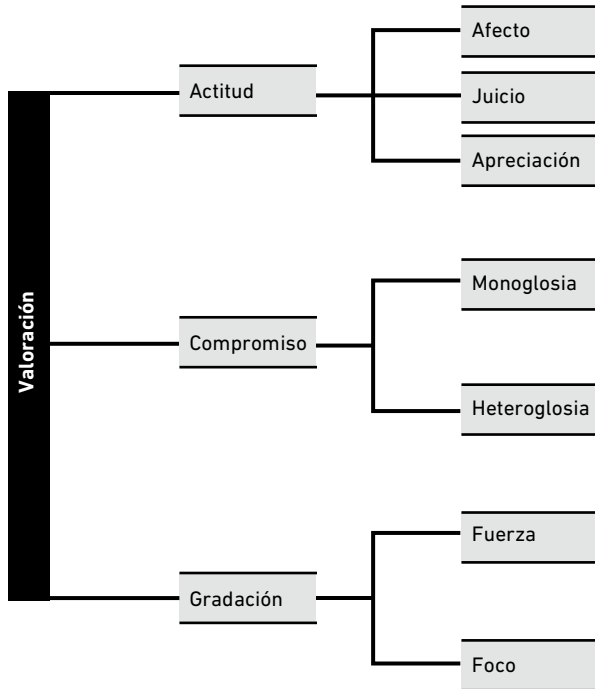 Valoración
Actitud
Afecto
Juicio
Apreciación
Compromiso
Monoglosia
Heteroglosia
Gradación
Fuerza
Foco